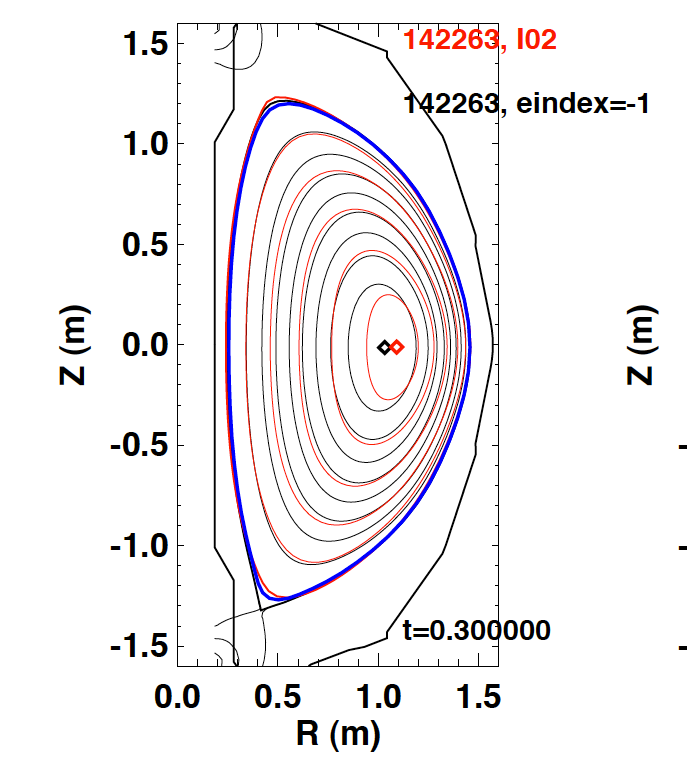 142263, I02
142263, eindex=-1
1.5
1.0
0.5
0.0
-0.5
-1.0
-1.5
Z (m)
t=0.300000
0.0 0.5 1.0 1.5
R (m)
Z (m)
-
-
-